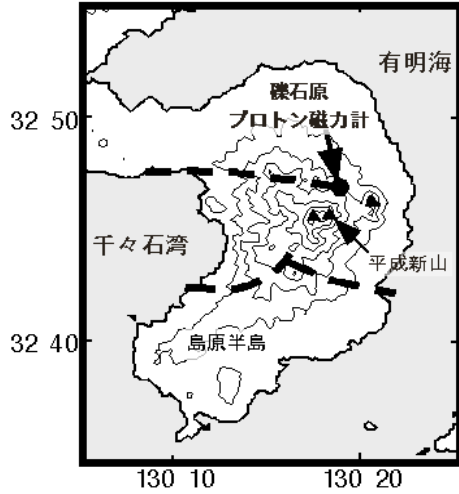 有明海
礫石原
プロトン磁力計
32 50
千々石湾
平成新山
32 40
島原半島
130 10
130 20